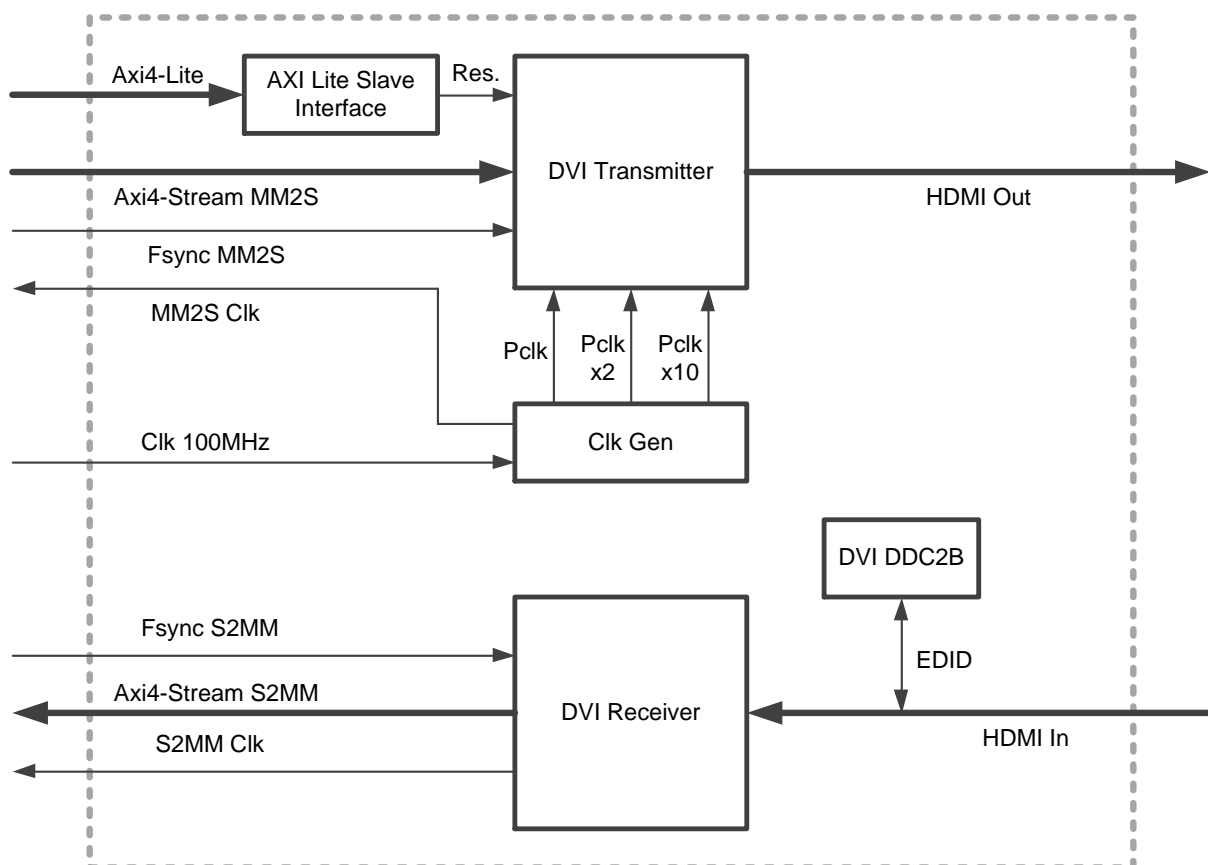 Axi4-Lite
AXI Lite Slave
Interface
Res.
Axi4-Stream MM2S
DVI Transmitter
HDMI Out
Fsync MM2S
MM2S Clk
Pclk
Pclk
x2
Pclk
x10
Clk 100MHz
Clk Gen
DVI DDC2B
Fsync S2MM
EDID
Axi4-Stream S2MM
DVI Receiver
S2MM Clk
HDMI In